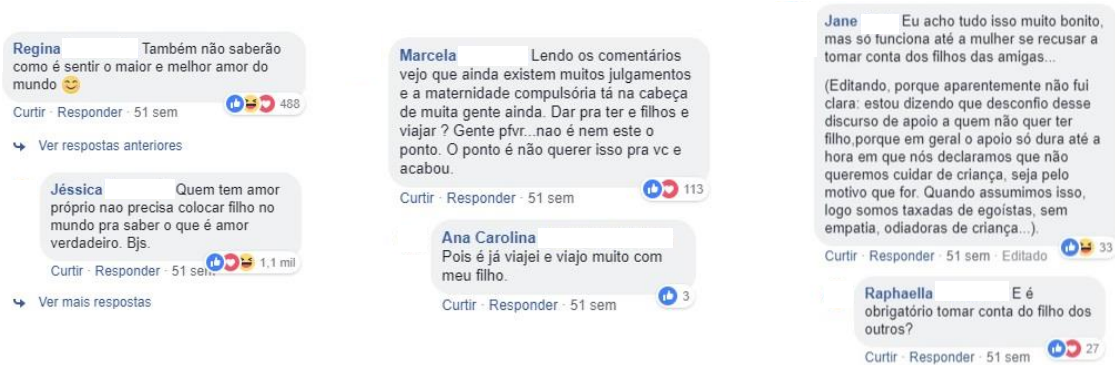 Regina Também não saberão
como é sentir o maior e melhor amor do
mundo 😊
Curtir · Responder · 51 sem 488
Ver respostas anteriores
Jéssica Quem tem amor
próprio nao precisa colocar filho no
mundo pra saber o que é amor
verdadeiro. Bjs.
Curtir · Responder · 51 sem 1,1 mil
Ver mais respostas
Marcela Lendo os comentários
vejo que ainda existem muitos julgamentos
e a maternidade compulsória tá na cabeça
de muita gente ainda. Dar pra ter e filhos e
viajar ? Gente pfvr...nao é nem este o
ponto. O ponto é não querer isso pra vc e
acabou.
Curtir · Responder · 51 sem 113
Ana Carolina
Pois é já viajei e viajo muito com
meu filho.
Curtir · Responder · 51 sem 3
Jane Eu acho tudo isso muito bonito,
mas só funciona até a mulher se recusar a
tomar conta dos filhos das amigas...
(Editando, porque aparentemente não fui
clara: estou dizendo que desconfio desse
discurso de apoio a quem não quer ter
filho,porque em geral o apoio só dura até a
hora em que nós declaramos que não
queremos cuidar de criança, seja pelo
motivo que for. Quando assumimos isso,
logo somos taxadas de egoístas, sem
empatia, odiadoras de criança...).
Curtir · Responder · 51 sem · Editado 33
Raphaella E é
obrigatório tomar conta do filho dos
outros?
Curtir · Responder · 51 sem 27